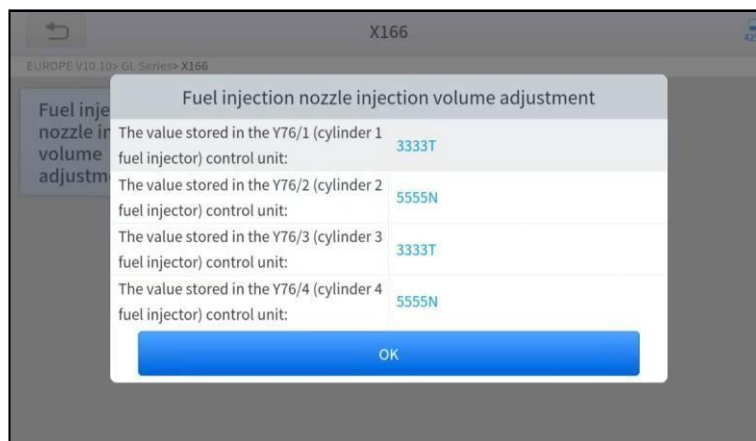 X166
EUROPE V10.10> GL Series> X166
Fuel inje
nozzle in
volume
adjustm
Fuel injection nozzle injection volume adjustment
The value stored in the Y76/1 (cylinder 1
fuel injector) control unit:
3333T
The value stored in the Y76/2 (cylinder 2
fuel injector) control unit:
5555N
The value stored in the Y76/3 (cylinder 3
fuel injector) control unit:
3333T
The value stored in the Y76/4 (cylinder 4
fuel injector) control unit:
5555N
OK